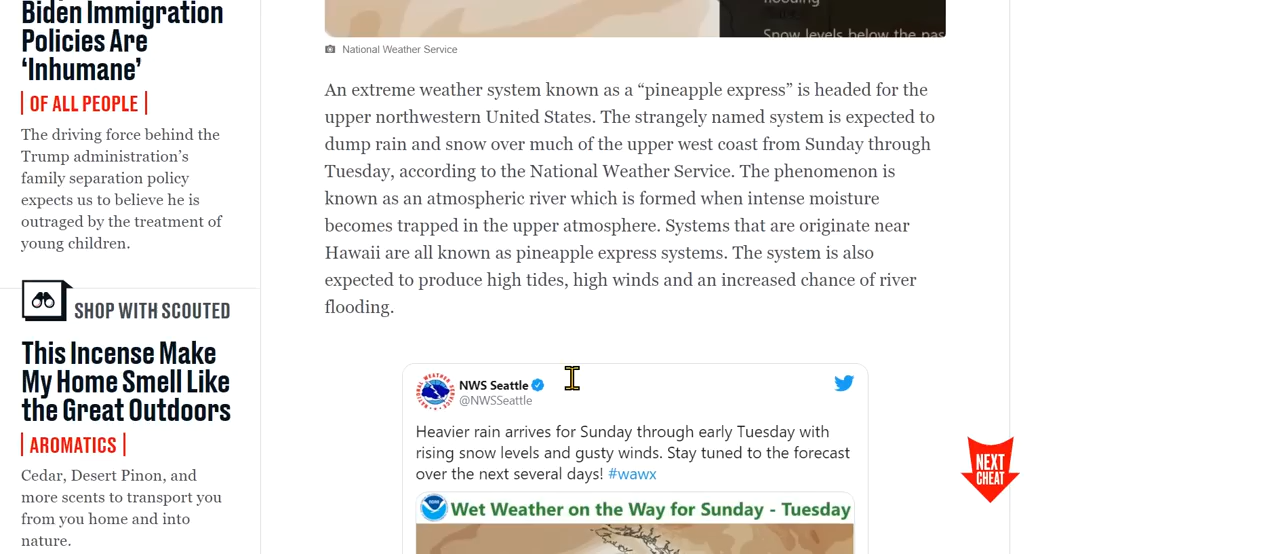 Biden Immigration
Policies Are
‘Inhumane’
OF ALL PEOPLE
The driving force behind the
Trump administration’s
family separation policy
expects us to believe he is
outraged by the treatment of
young children.
SHOP WITH SCOUTED
This Incense Make
My Home Smell Like
the Great Outdoors
AROMATICS
Cedar, Desert Pinon, and
more scents to transport you
from you home and into
nature.
Snow levels below the pas
National Weather Service
An extreme weather system known as a “pineapple express” is headed for the
upper northwestern United States. The strangely named system is expected to
dump rain and snow over much of the upper west coast from Sunday through
Tuesday, according to the National Weather Service. The phenomenon is
known as an atmospheric river which is formed when intense moisture
becomes trapped in the upper atmosphere. Systems that are originate near
Hawaii are all known as pineapple express systems. The system is also
expected to produce high tides, high winds and an increased chance of river
flooding.
NWS Seattle
@NWSSeattle
Heavier rain arrives for Sunday through early Tuesday with
rising snow levels and gusty winds. Stay tuned to the forecast
over the next several days! #wawx
Wet Weather on the Way for Sunday - Tuesday
NEXT
CHEAT